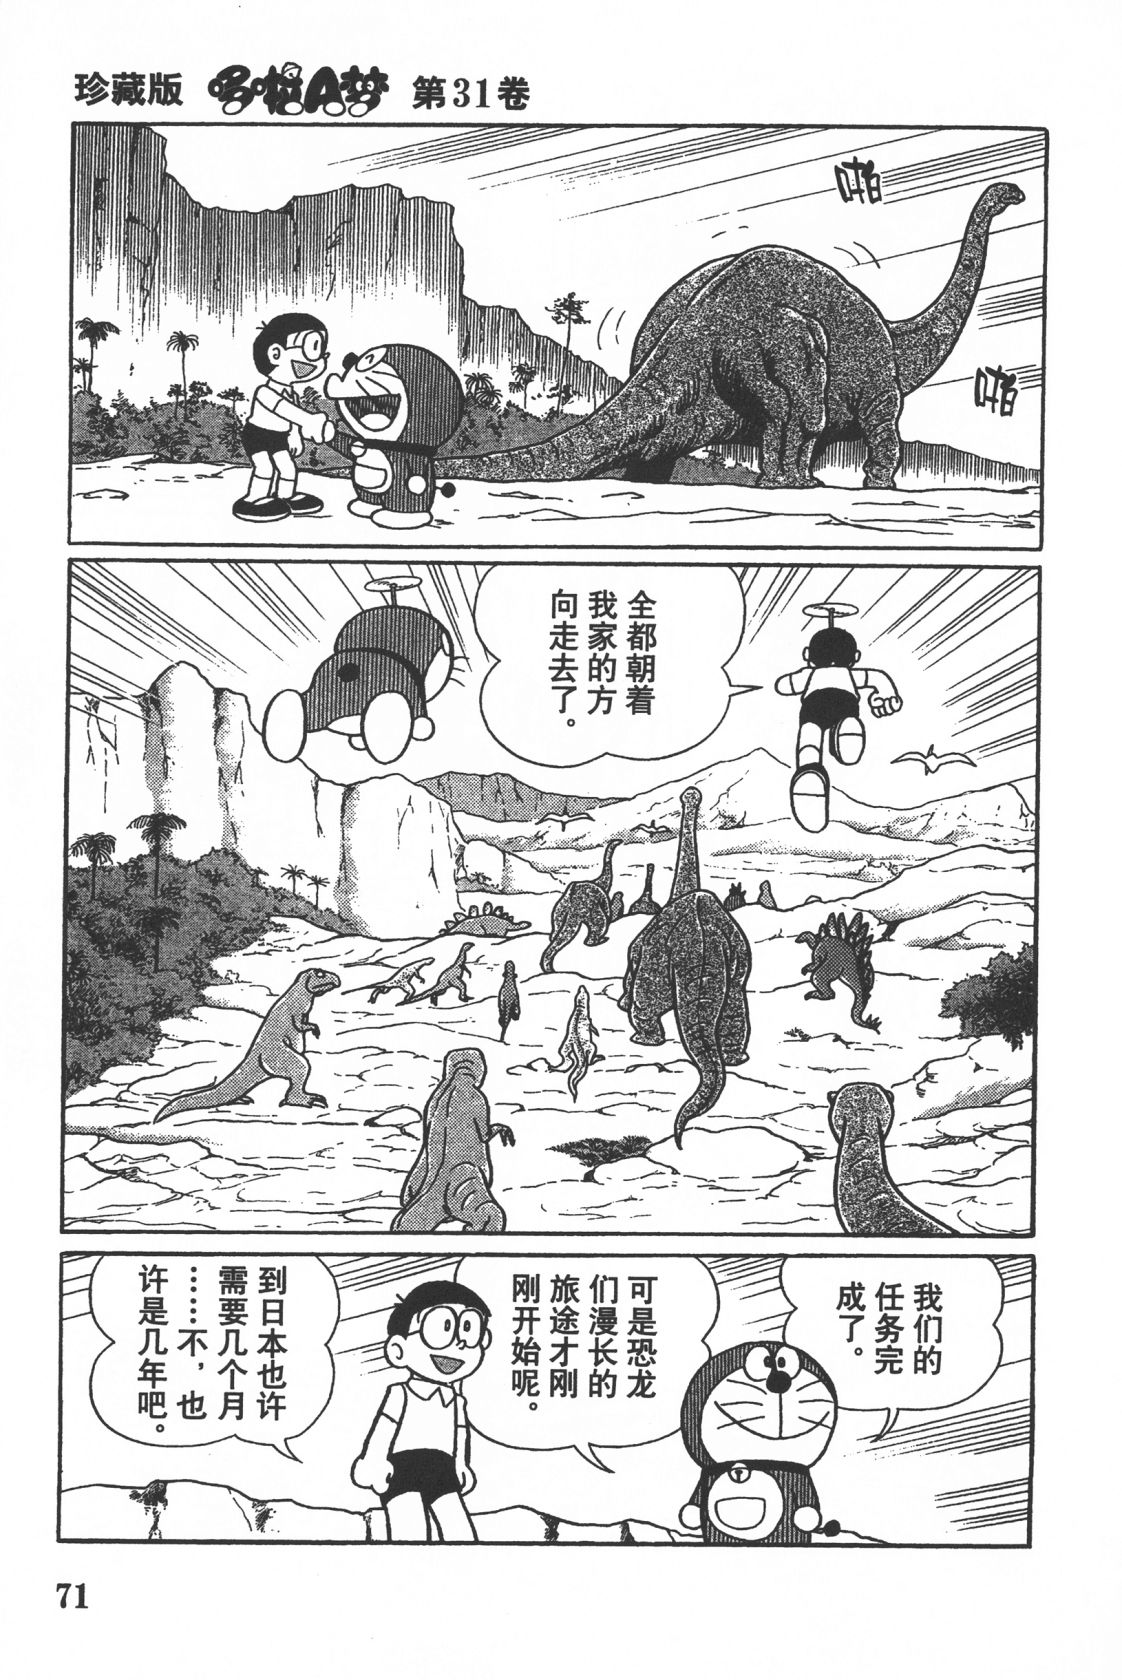 珍藏版 哆啦A梦 第31卷
啪
啪
全都朝着
我家的方
向走去了。
我们的
任务完
成了。
可是恐龙
们漫长的
旅途才刚
刚开始呢。
到日本也许
需要几个月
……不，也
许是几年吧。
71